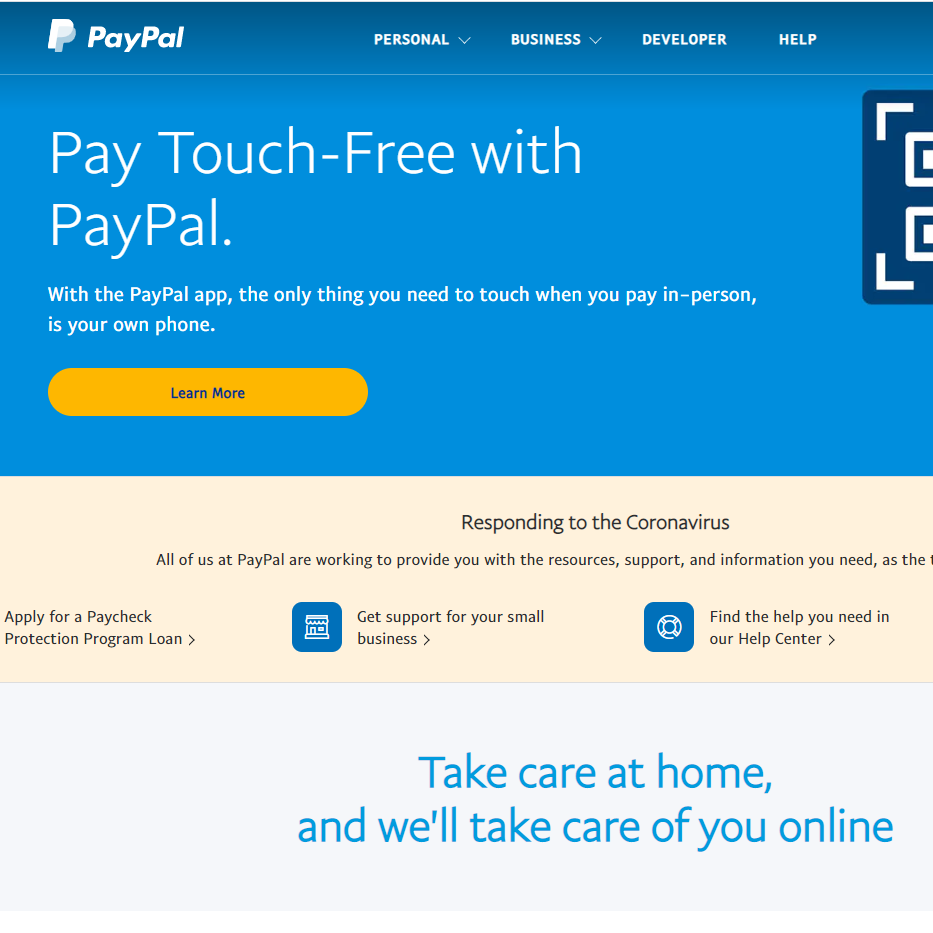 PayPal
PERSONAL
BUSINESS
DEVELOPER
HELP
Pay Touch-Free with
PayPal.
With the PayPal app, the only thing you need to touch when you pay in-person,
is your own phone.
Learn More
Responding to the Coronavirus
All of us at PayPal are working to provide you with the resources, support, and information you need, as the
Apply for a Paycheck
Protection Program Loan >
Get support for your small
business >
Find the help you need in
our Help Center >
Take care at home,
and we'll take care of you online